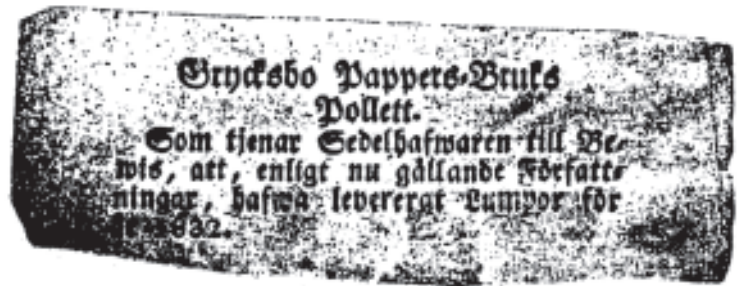 Grycksbo Pappers-Bruks
Pollett.
Som tjenar Sedelhafwaren till Be-
wis, att, enligt nu gällande Författ-
ningar, hafwa levererat Lumpor för
1832.